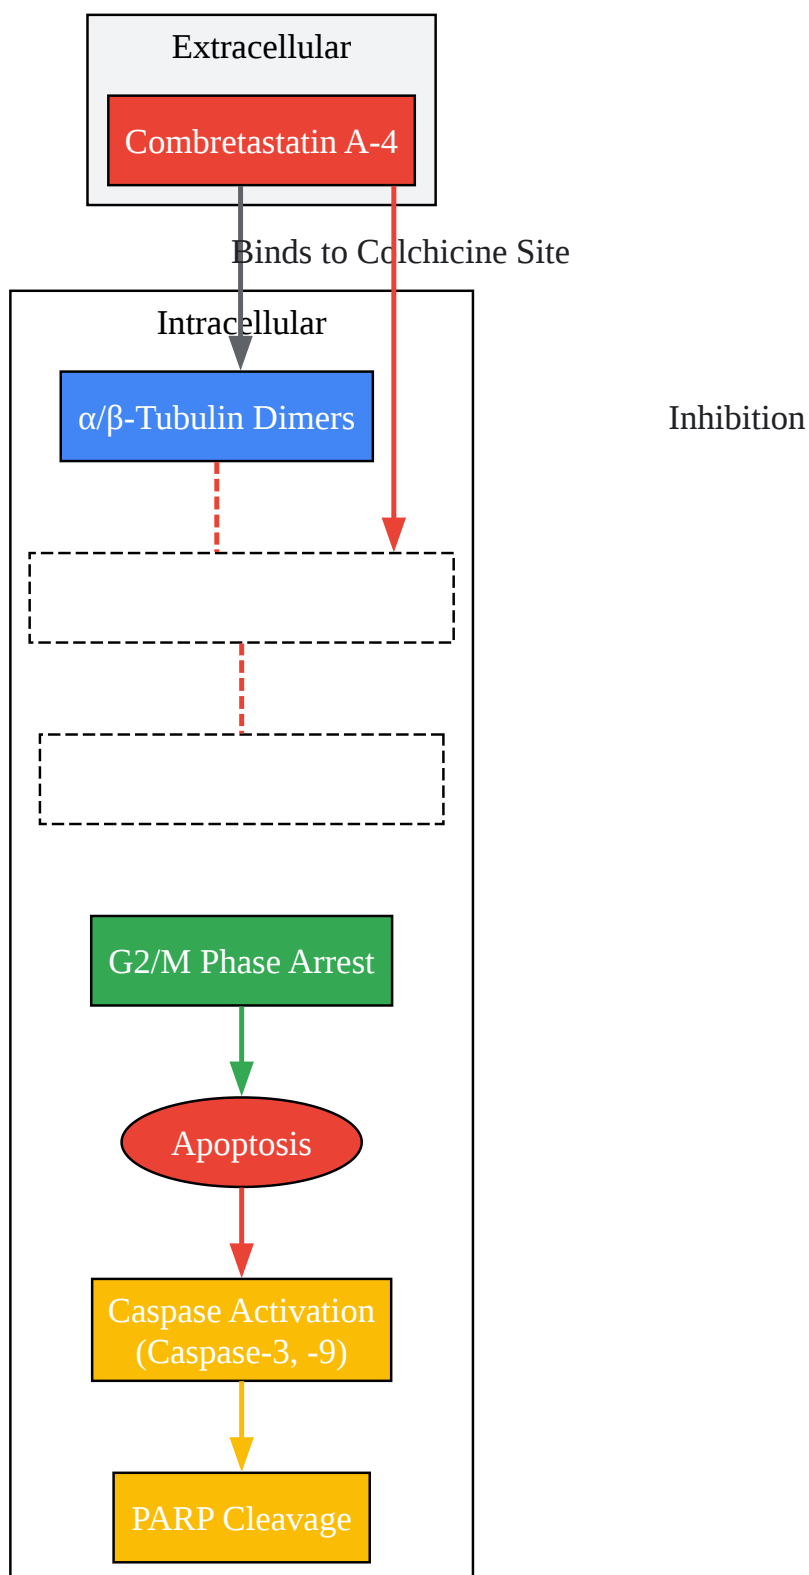 Extracellular
Combretastatin A-4
Binds to Colchicine Site
Intracellular
α/β-Tubulin Dimers
Inhibition
G2/M Phase Arrest
Apoptosis
Caspase Activation
(Caspase-3, -9)
PARP Cleavage